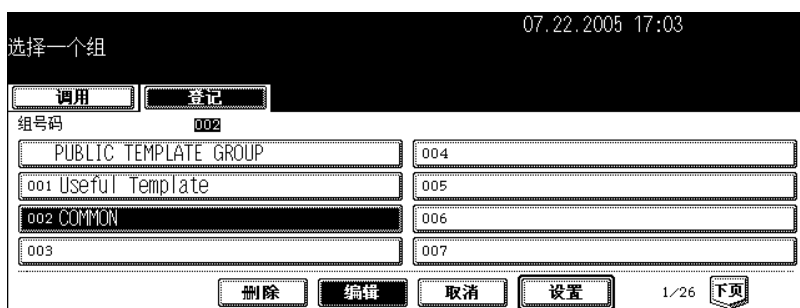 07.22.2005 17:03
选择一个组
调用 登记
组号码 002
PUBLIC TEMPLATE GROUP 004
001 Useful Template 005
002 COMMON 006
003 007
删除 编辑 取消 设置 1/26 下页